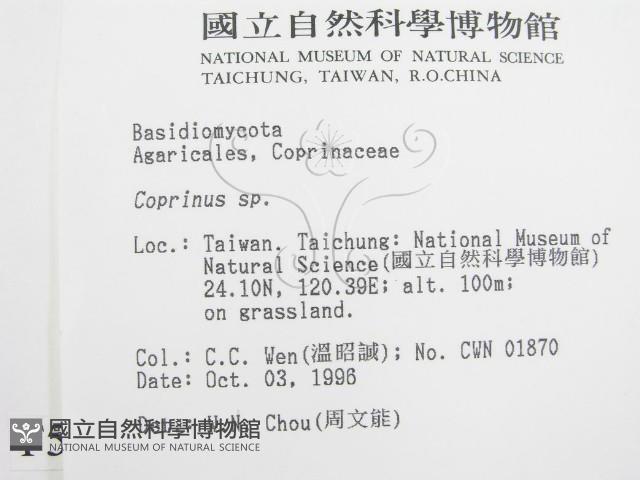 國立自然科學博物館
NATIONAL MUSEUM OF NATURAL SCIENCE
TAICHUNG, TAIWAN, R.O.CHINA
Basidiomycota
Agaricales, Coprinaceae
Coprinus sp.
Loc.: Taiwan. Taichung: National Museum of
Natural Science(國立自然科學博物館)
24.10N, 120.39E; alt. 100m;
on grassland.
Col.: C.C. Wen(溫昭誠); No. CWN 01870
Date: Oct. 03, 1996
Chou(周文能)
國立自然科學博物館
NATIONAL MUSEUM OF NATURAL SCIENCE